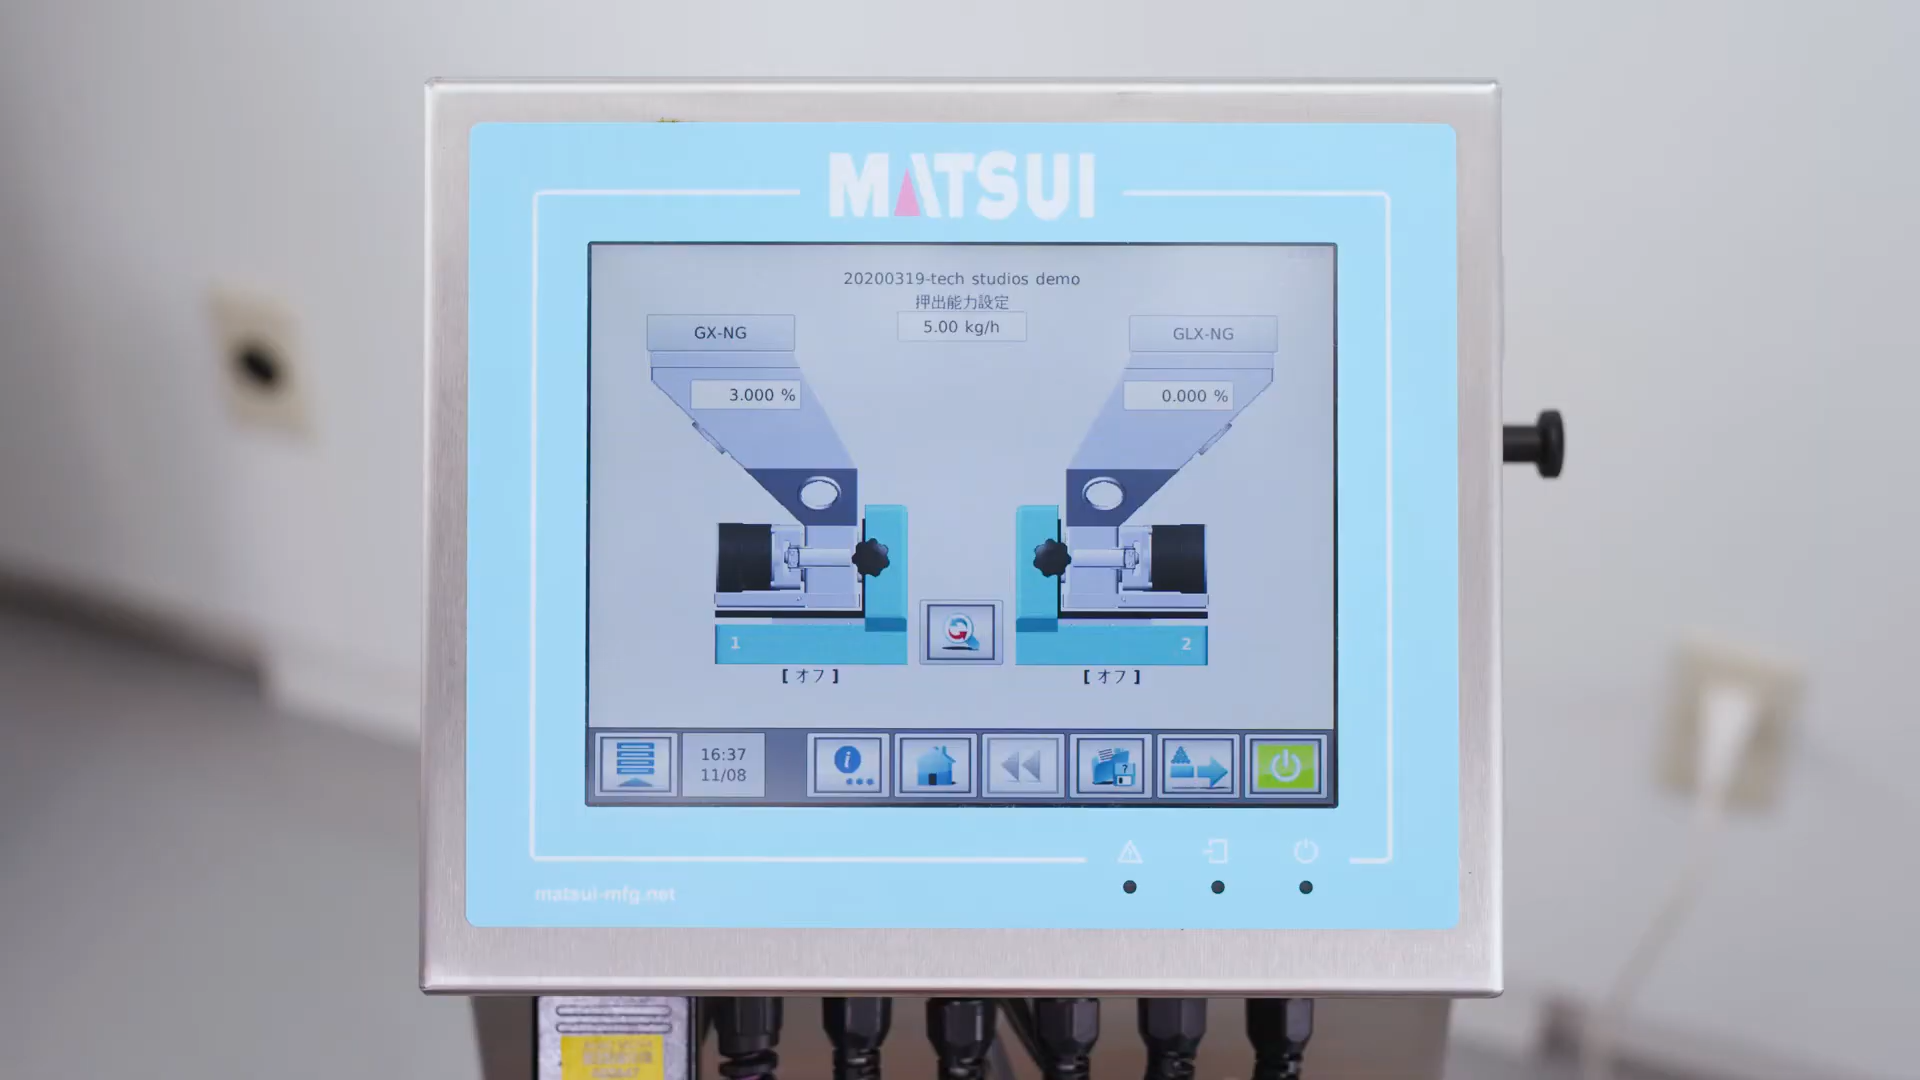 MATSUI
20200319-tech studios demo
押出能力設定
5.00 kg/h
GX-NG
GLX-NG
3.000 %
0.000 %
1
2
[ オフ ]
[ オフ ]
16:37
11/08
i
?
matsui-mfg.net